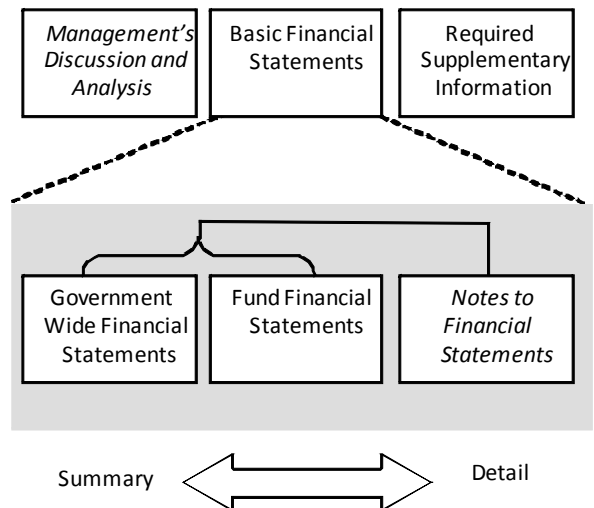 Management's
Discussion and
Analysis
Basic Financial
Statements
Required
Supplementary
Information
Government
Wide Financial
Statements
Fund Financial
Statements
Notes to
Financial
Statements
Summary
Detail